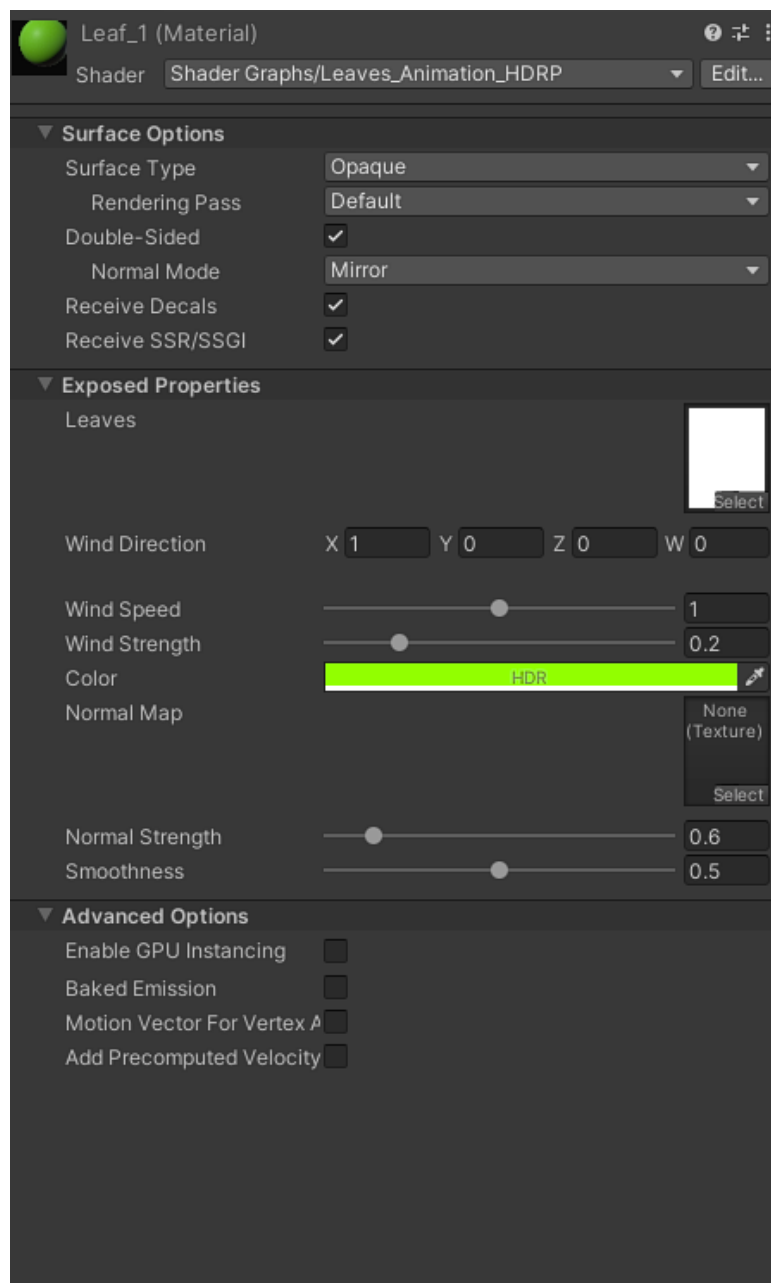 Leaf_1 (Material)
Shader Shader Graphs/Leaves_Animation_HDRP Edit...
Surface Options
Surface Type Opaque
Rendering Pass Default
Double-Sided
Normal Mode Mirror
Receive Decals
Receive SSR/SSGI
Exposed Properties
Leaves
Select
Wind Direction X 1 Y 0 Z 0 W 0
Wind Speed 1
Wind Strength 0.2
Color HDR
Normal Map None
(Texture)
Select
Normal Strength 0.6
Smoothness 0.5
Advanced Options
Enable GPU Instancing
Baked Emission
Motion Vector For Vertex A
Add Precomputed Velocity